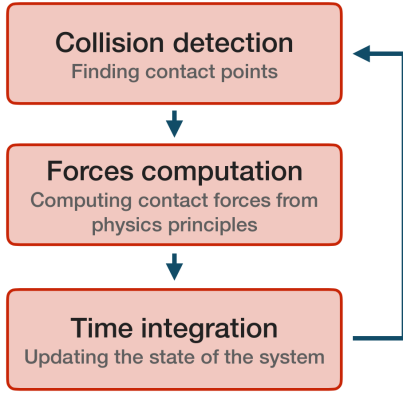 Collision detection
Finding contact points
Forces computation
Computing contact forces from
physics principles
Time integration
Updating the state of the system